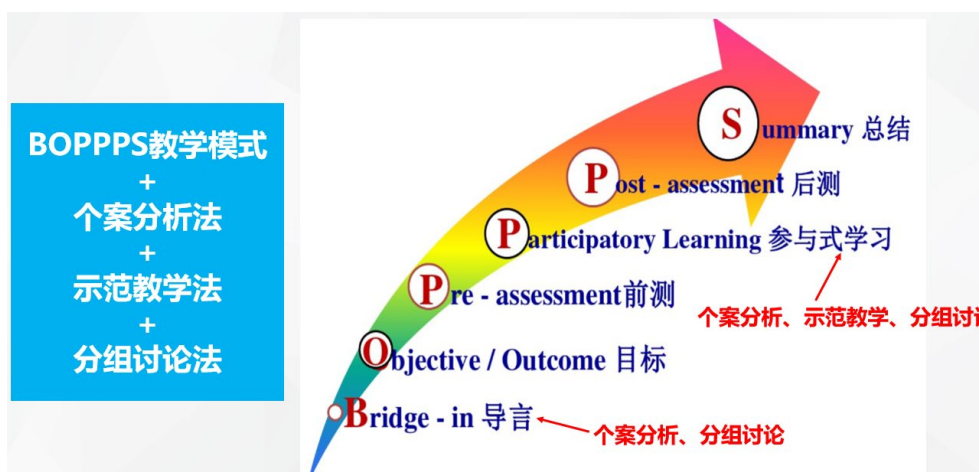 BOPPPS教学模式
+
个案分析法
+
示范教学法
+
分组讨论法
Summary 总结
Post - assessment 后测
Participatory Learning 参与式学习
个案分析、示范教学、分组讨
Pre - assessment前测
Objective / Outcome 目标
Bridge - in 导言
个案分析、分组讨论